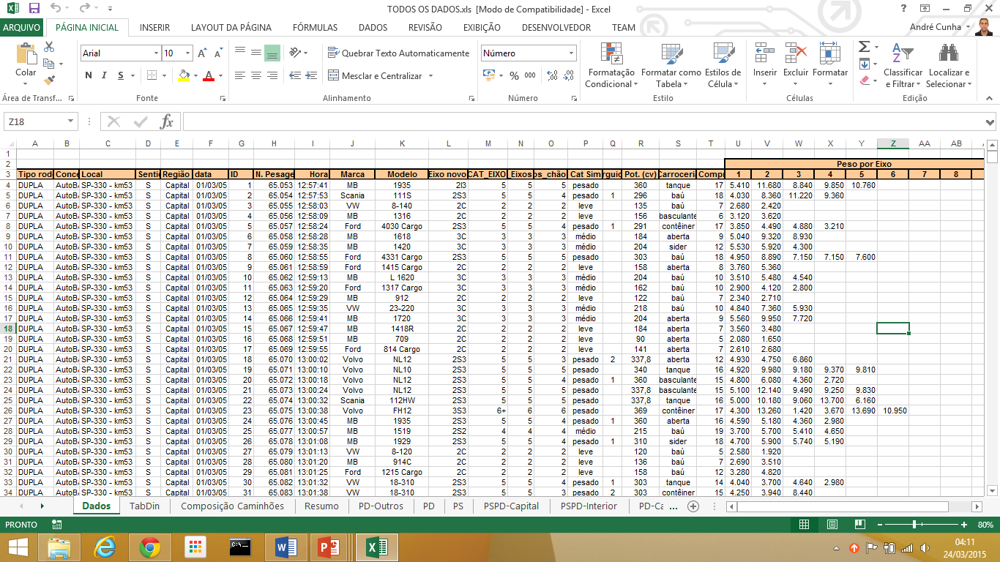 TODOS OS DADOS.xls [Modo de Compatibilidade] - Excel
ARQUIVO PÁGINA INICIAL INSERIR LAYOUT DA PÁGINA FÓRMULAS DADOS REVISÃO EXIBIÇÃO DESENVOLVEDOR TEAM André Cunha
Colar Arial 10 Quebrar Texto Automaticamente Número Formatação Condicional Formatar como Tabela Estilos de Célula Inserir Excluir Formatar Classificar e Filtrar Localizar e Selecionar
N I S Mesclar e Centralizar % 000
Área de Transf... Fonte Alinhamento Número Estilo Células Edição
Z18 fx
A B C D E F G H I J K L M N O P Q R S T U V W X Y Z AA AB
1
2 Peso por Eixo
3 Tipo rod Conce Local Senti Região data ID N. Pesage Hora Marca Modelo Eixo novo CAT_EIXO _Eixos os_chão Cat Sim rguid Pot. (cv) Carroceri Compr 1 2 3 4 5 6 7 8
4 DUPLA AutoB SP-330 - km53 S Capital 01/03/05 1 65.053 12:57:41 MB 1935 2I3 5 5 5 pesado 360 tanque 17 5.410 11.680 8.840 9.850 10.760
5 DUPLA AutoB SP-330 - km53 S Capital 01/03/05 2 65.054 12:57:53 Scania 111S 2S3 5 5 4 pesado 1 296 baú 18 4.030 8.360 11.220 9.360
6 DUPLA AutoB SP-330 - km53 S Capital 01/03/05 3 65.055 12:58:03 VW 8-140 2C 2 2 2 leve 135 baú 7 2.680 2.420
7 DUPLA AutoB SP-330 - km53 S Capital 01/03/05 4 65.056 12:58:09 MB 1316 2C 2 2 2 leve 156 basculante 6 3.120 3.620
8 DUPLA AutoB SP-330 - km53 S Capital 01/03/05 5 65.057 12:58:24 Ford 4030 Cargo 2S3 5 5 4 pesado 1 291 contêiner 17 3.850 4.490 4.880 3.210
9 DUPLA AutoB SP-330 - km53 S Capital 01/03/05 6 65.058 12:58:28 MB 1618 3C 3 3 3 médio 184 aberta 9 5.040 9.320 8.930
10 DUPLA AutoB SP-330 - km53 S Capital 01/03/05 7 65.059 12:58:35 MB 1420 3C 3 3 3 médio 204 sider 12 5.530 5.920 4.300
11 DUPLA AutoB SP-330 - km53 S Capital 01/03/05 8 65.060 12:58:55 Ford 4331 Cargo 2S3 5 5 5 pesado 303 baú 18 4.950 8.890 7.150 7.150 7.600
12 DUPLA AutoB SP-330 - km53 S Capital 01/03/05 9 65.061 12:58:59 Ford 1415 Cargo 2C 2 2 2 leve 158 aberta 8 3.760 5.360
13 DUPLA AutoB SP-330 - km53 S Capital 01/03/05 10 65.062 12:59:13 MB L 1620 3C 3 3 3 médio 204 baú 10 3.510 5.480 4.540
14 DUPLA AutoB SP-330 - km53 S Capital 01/03/05 11 65.063 12:59:20 Ford 1317 Cargo 3C 3 3 3 médio 162 baú 10 2.900 4.120 2.800
15 DUPLA AutoB SP-330 - km53 S Capital 01/03/05 12 65.064 12:59:29 MB 912 2C 2 2 2 leve 122 baú 7 2.340 2.710
16 DUPLA AutoB SP-330 - km53 S Capital 01/03/05 13 65.065 12:59:35 VW 23-220 3C 3 3 3 médio 218 baú 10 4.840 7.360 5.930
17 DUPLA AutoB SP-330 - km53 S Capital 01/03/05 14 65.066 12:59:41 MB 1720 3C 3 3 3 médio 204 aberta 9 5.560 9.950 7.720
18 DUPLA AutoB SP-330 - km53 S Capital 01/03/05 15 65.067 12:59:47 MB 1418R 2C 2 2 2 leve 184 aberta 7 3.560 3.480
19 DUPLA AutoB SP-330 - km53 S Capital 01/03/05 16 65.068 12:59:51 MB 709 2C 2 2 2 leve 90 aberta 5 2.080 1.650
20 DUPLA AutoB SP-330 - km53 S Capital 01/03/05 17 65.069 12:59:55 Ford 814 Cargo 2C 2 2 2 leve 141 aberta 7 2.610 2.680
21 DUPLA AutoB SP-330 - km53 S Capital 01/03/05 18 65.070 13:00:02 Volvo NL12 2S3 5 5 3 pesado 2 337,8 aberta 12 4.930 4.750 6.860
22 DUPLA AutoB SP-330 - km53 S Capital 01/03/05 19 65.071 13:00:10 Volvo NL10 2S3 5 5 5 pesado 340 tanque 16 4.920 9.980 9.180 9.370 9.810
23 DUPLA AutoB SP-330 - km53 S Capital 01/03/05 20 65.072 13:00:18 Volvo NL12 2S3 5 5 4 pesado 1 360 basculante 15 4.800 6.080 4.360 2.720
24 DUPLA AutoB SP-330 - km53 S Capital 01/03/05 21 65.073 13:00:24 Volvo NL12 2S3 5 5 5 pesado 337,8 basculante 15 5.100 12.140 9.490 9.250 9.830
25 DUPLA AutoB SP-330 - km53 S Capital 01/03/05 22 65.074 13:00:32 Scania 112HW 2S3 5 5 5 pesado 337,8 tanque 16 5.000 10.180 9.060 13.700 6.160
26 DUPLA AutoB SP-330 - km53 S Capital 01/03/05 23 65.075 13:00:38 Volvo FH12 3S3 6+ 6 6 pesado 369 contêiner 17 4.300 13.260 1.420 3.670 13.690 10.950
27 DUPLA AutoB SP-330 - km53 S Capital 01/03/05 24 65.076 13:00:45 MB 1935 2S3 5 5 4 pesado 1 360 aberta 16 4.590 5.180 4.360 2.980
28 DUPLA AutoB SP-330 - km53 S Capital 01/03/05 25 65.077 13:00:57 MB 1519 2S2 4 4 4 médio 215 baú 19 3.700 5.700 5.410 4.650
29 DUPLA AutoB SP-330 - km53 S Capital 01/03/05 26 65.078 13:01:08 MB 1929 2S3 5 5 4 pesado 1 310 sider 18 4.700 5.900 5.740 5.190
30 DUPLA AutoB SP-330 - km53 S Capital 01/03/05 27 65.079 13:01:13 VW 8-120 2C 2 2 2 leve 120 baú 5 2.580 1.920
31 DUPLA AutoB SP-330 - km53 S Capital 01/03/05 28 65.080 13:01:20 MB 914C 2C 2 2 2 leve 136 baú 7 2.690 3.510
32 DUPLA AutoB SP-330 - km53 S Capital 01/03/05 29 65.081 13:01:25 Ford 1215 Cargo 2C 2 2 2 leve 158 baú 12 3.280 4.820
33 DUPLA AutoB SP-330 - km53 S Capital 01/03/05 30 65.082 13:01:32 VW 18-310 2S3 5 5 4 pesado 1 303 tanque 14 4.040 3.700 4.640 2.980
34 DUPLA AutoB SP-330 - km53 S Capital 01/03/05 31 65.083 13:01:38 VW 18-310 2S3 5 5 3 pesado 2 303 contêiner 15 4.250 3.940 8.440
Dados TabDin Composição Caminhões Resumo PD-Outros PD PS PSPD-Capital PSPD-Interior PD-Ca ...
PRONTO 80%
04:11
24/03/2015